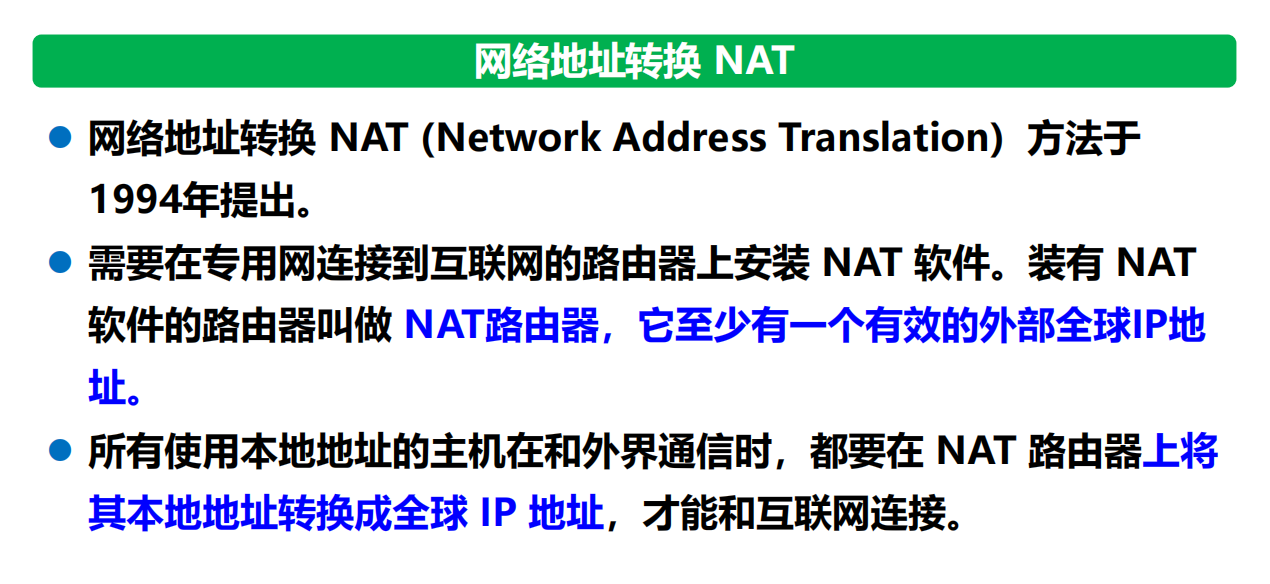 网络地址转换 NAT
网络地址转换 NAT (Network Address Translation) 方法于
1994年提出。
需要在专用网连接到互联网的路由器上安装 NAT 软件。装有 NAT
软件的路由器叫做 NAT路由器，它至少有一个有效的外部全球IP地
址。
所有使用本地地址的主机在和外界通信时，都要在 NAT 路由器上将
其本地地址转换成全球 IP 地址，才能和互联网连接。